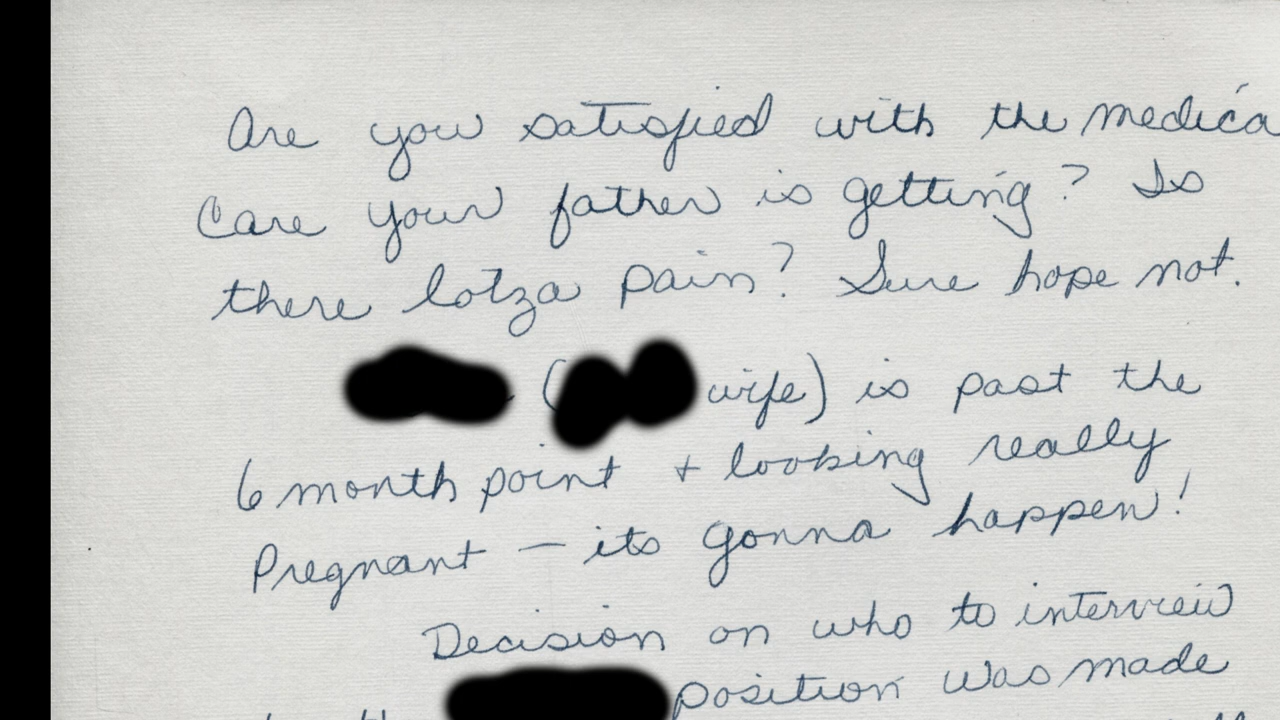 Are you satisfied with the medica
Care your father is getting? Is
there lotza pain? Sure hope not.
( wife) is past the
6 month point + looking really
Pregnant — its gonna happen!
Decision on who to interview
position was made